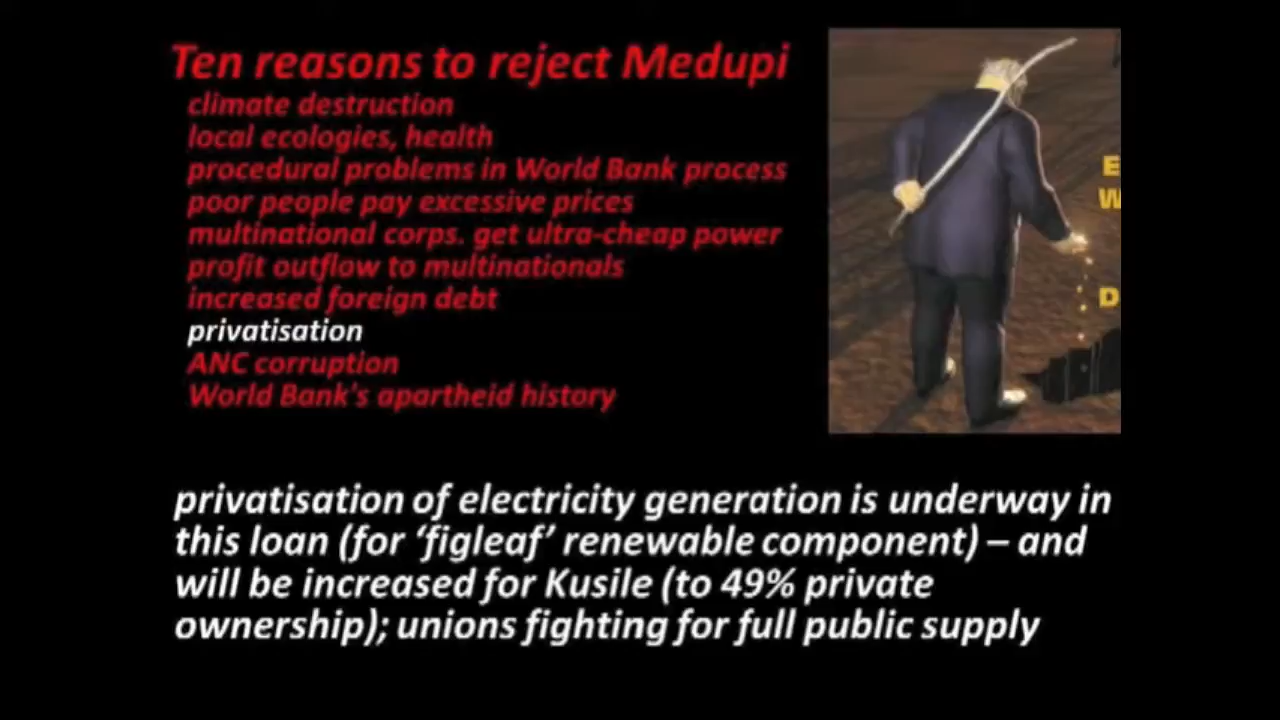 Ten reasons to reject Medupi
climate destruction
local ecologies, health
procedural problems in World Bank process
poor people pay excessive prices
multinational corps. get ultra-cheap power
profit outflow to multinationals
increased foreign debt
privatisation
ANC corruption
World Bank's apartheid history
E
W
D
privatisation of electricity generation is underway in
this loan (for ‘figleaf’ renewable component) – and
will be increased for Kusile (to 49% private
ownership); unions fighting for full public supply